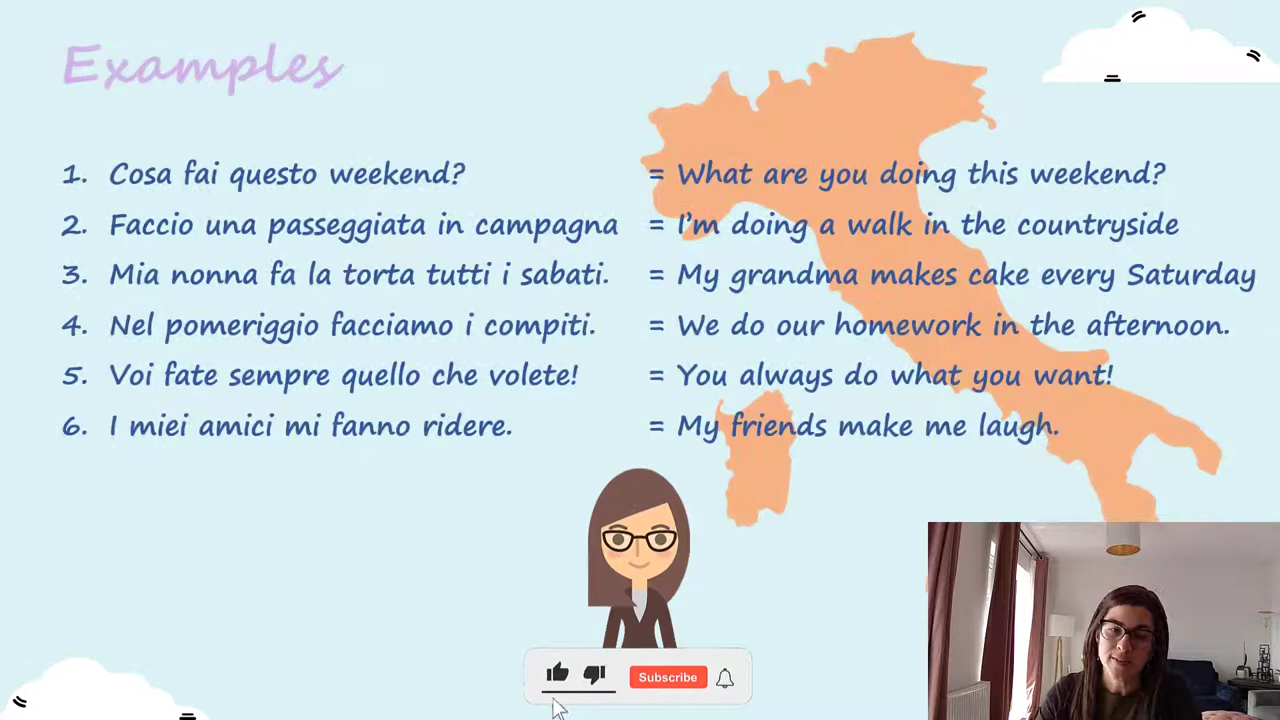 Examples
1. Cosa fai questo weekend? = What are you doing this weekend?
2. Faccio una passeggiata in campagna = I'm doing a walk in the countryside
3. Mia nonna fa la torta tutti i sabati. = My grandma makes cake every Saturday
4. Nel pomeriggio facciamo i compiti. = We do our homework in the afternoon.
5. Voi fate sempre quello che volete! = You always do what you want!
6. I miei amici mi fanno ridere. = My friends make me laugh.
Subscribe